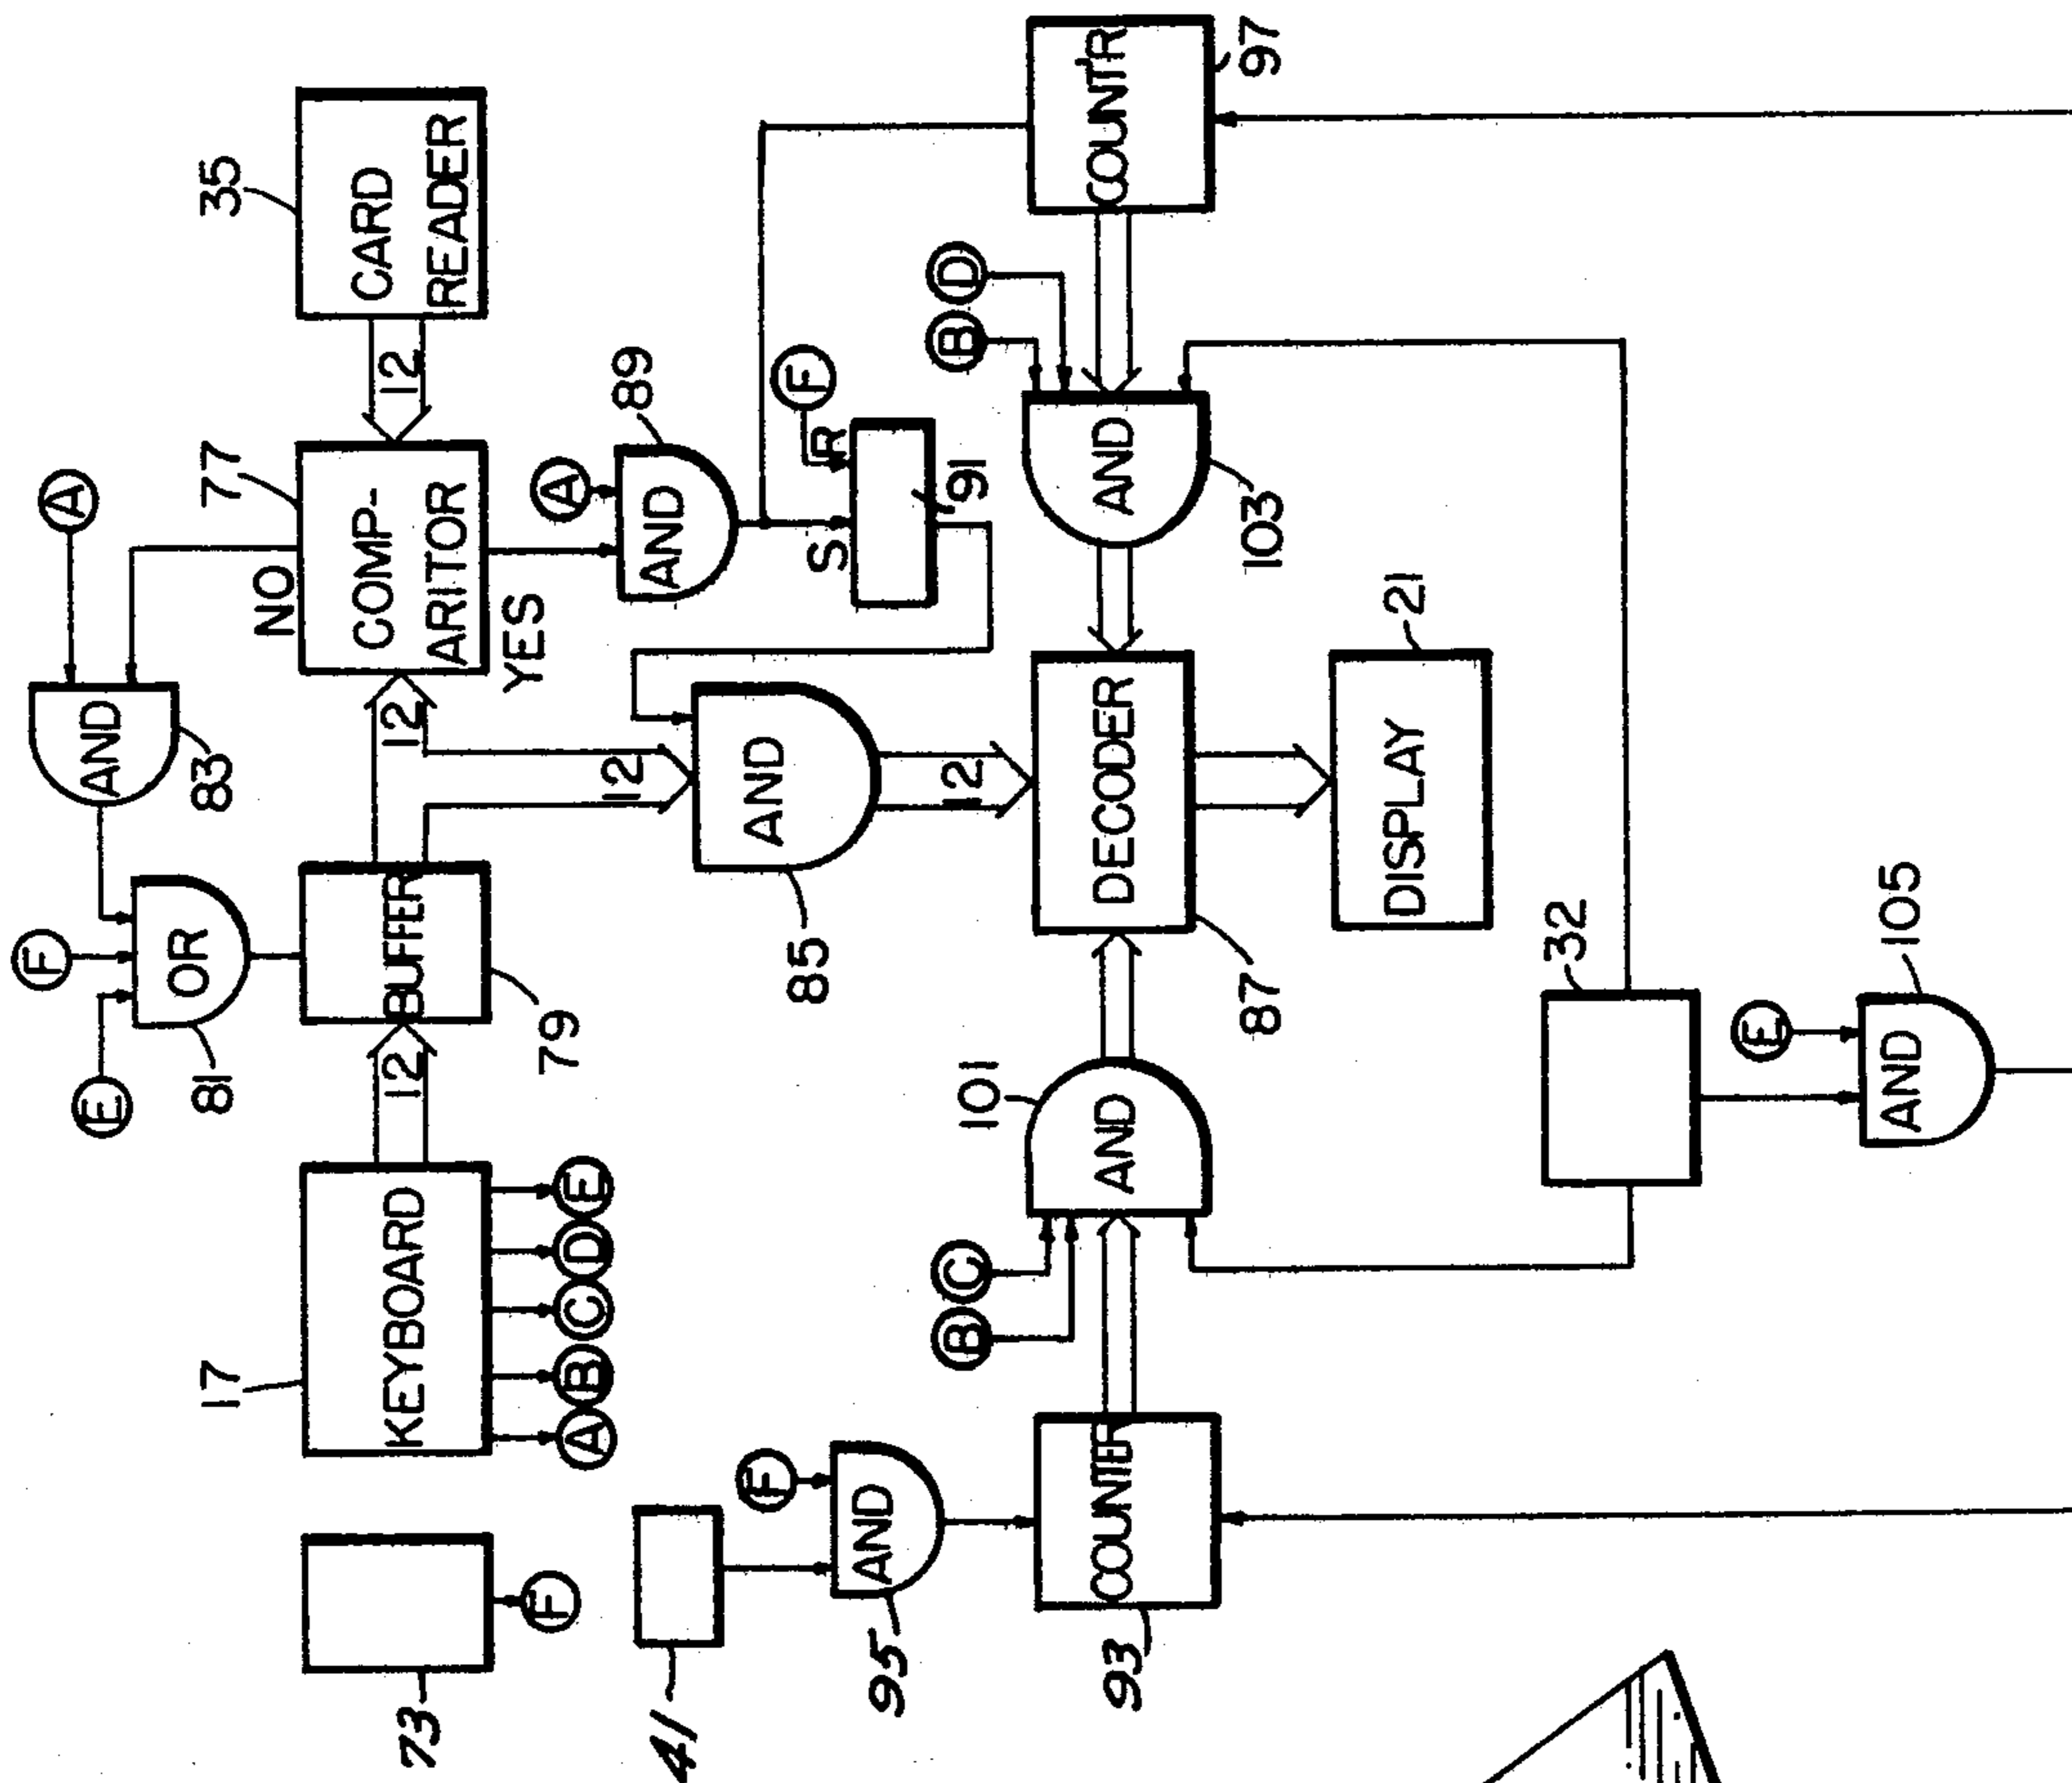 F
A
E
AND
OR
81
83
17
77
35
NO
COMP-
ARITOR
CARD
READER
73
KEYBOARD
12
BUFFER
12
12
YES
F
79
A
A B C D E
12
89
41
AND
F
AND
F
85
S R
AND
95
B C
12
91
B D
101
COUNTER
AND
DECODER
AND
COUNTR
93
87
103
97
DISPLAY
21
32
E
AND
105